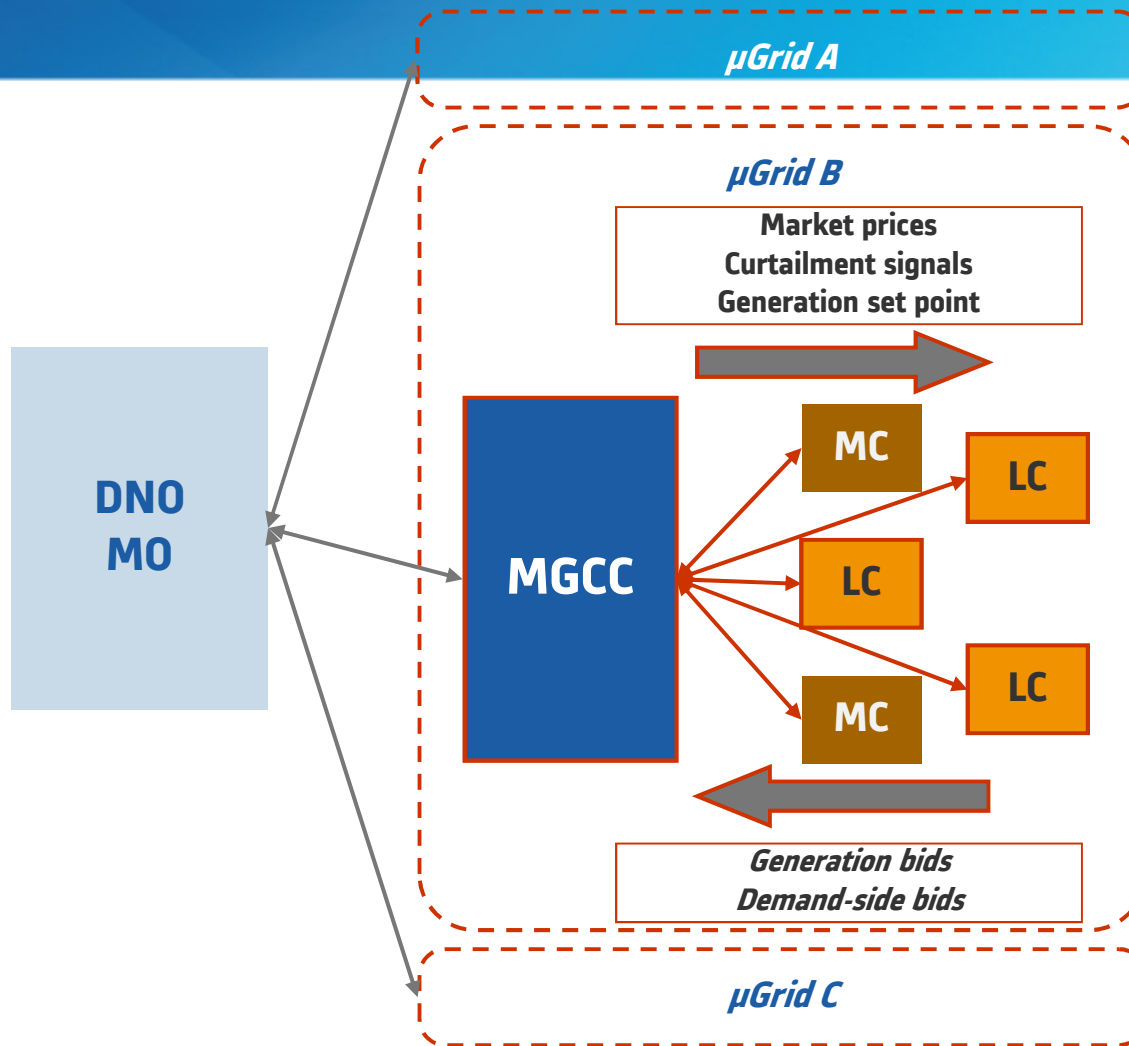 μGrid A
μGrid B
Market prices
Curtailment signals
Generation set point
DNO
MO
MGCC
MC
LC
LC
LC
MC
Generation bids
Demand-side bids
μGrid C